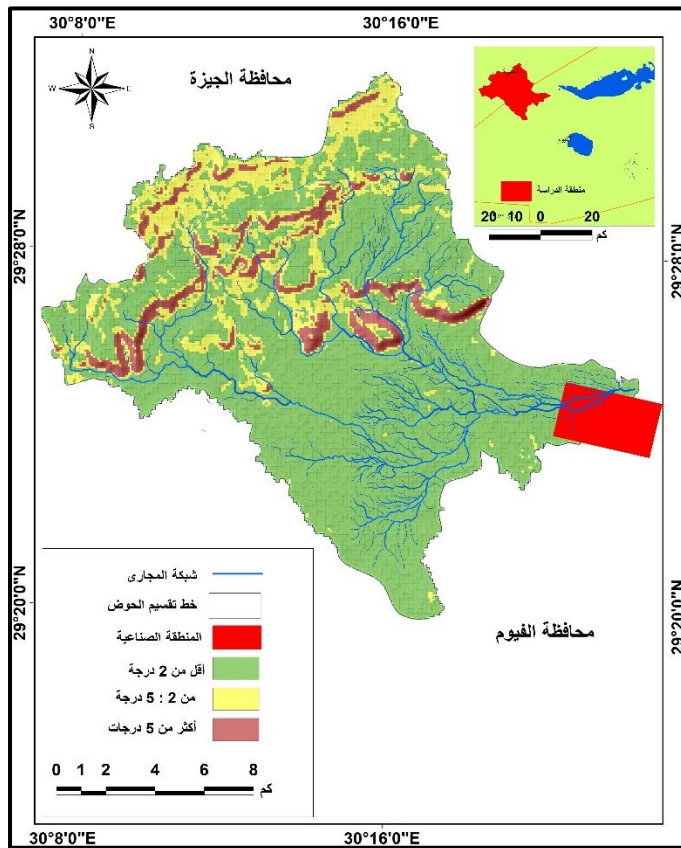 30°8'0"E
30°16'0"E
N
W
E
S
محافظة الجيزة
منطقة الدراسة
20 10 0 20
كم
29°28'0"N
29°28'0"N
شبكة المجارى
خط تقسيم الحوض
المنطقة الصناعية
أقل من 2 درجة
من 2 : 5 درجة
أكثر من 5 درجات
0 1 2 4 6 8
كم
29°20'0"N
29°20'0"N
محافظة الفيوم
30°8'0"E
30°16'0"E